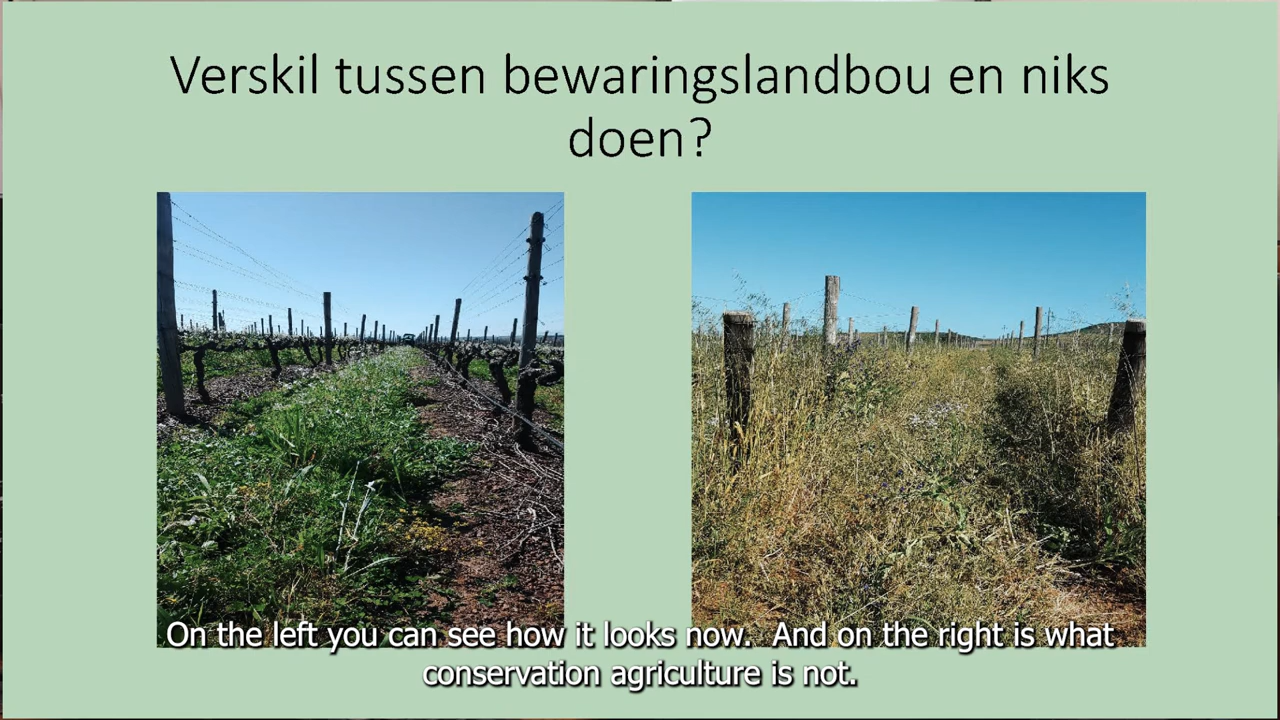 Verskil tussen bewaringslandbou en niks
doen?
On the left you can see how it looks now.  And on the right is what
conservation agriculture is not.